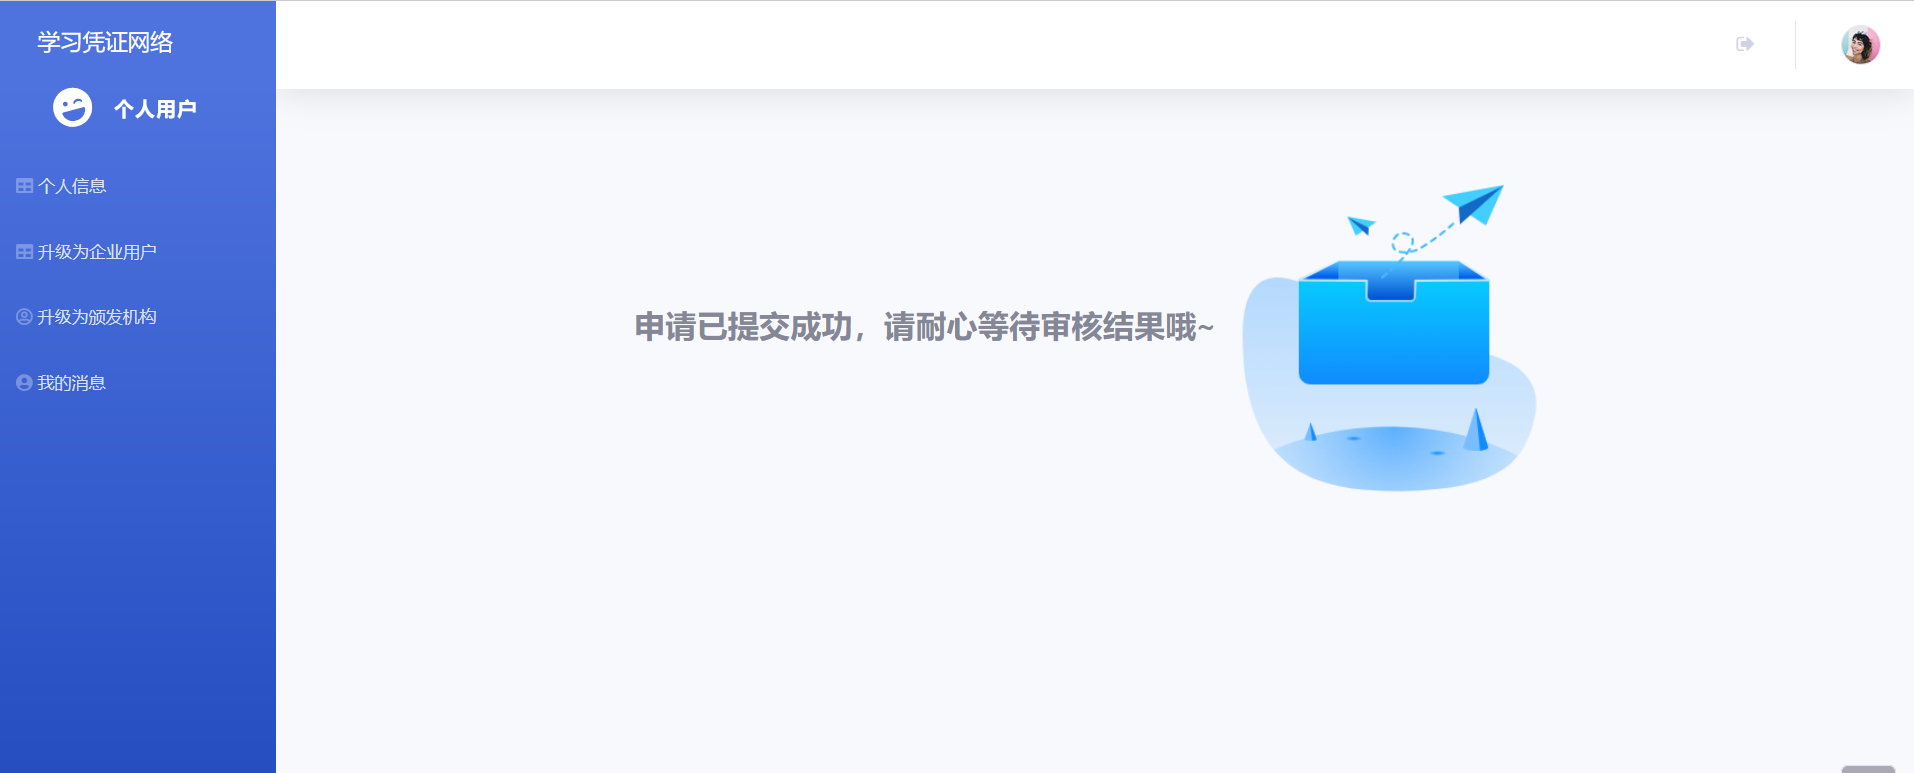 学习凭证网络
个人用户
个人信息
升级为企业用户
升级为颁发机构
我的消息
申请已提交成功，请耐心等待审核结果哦~